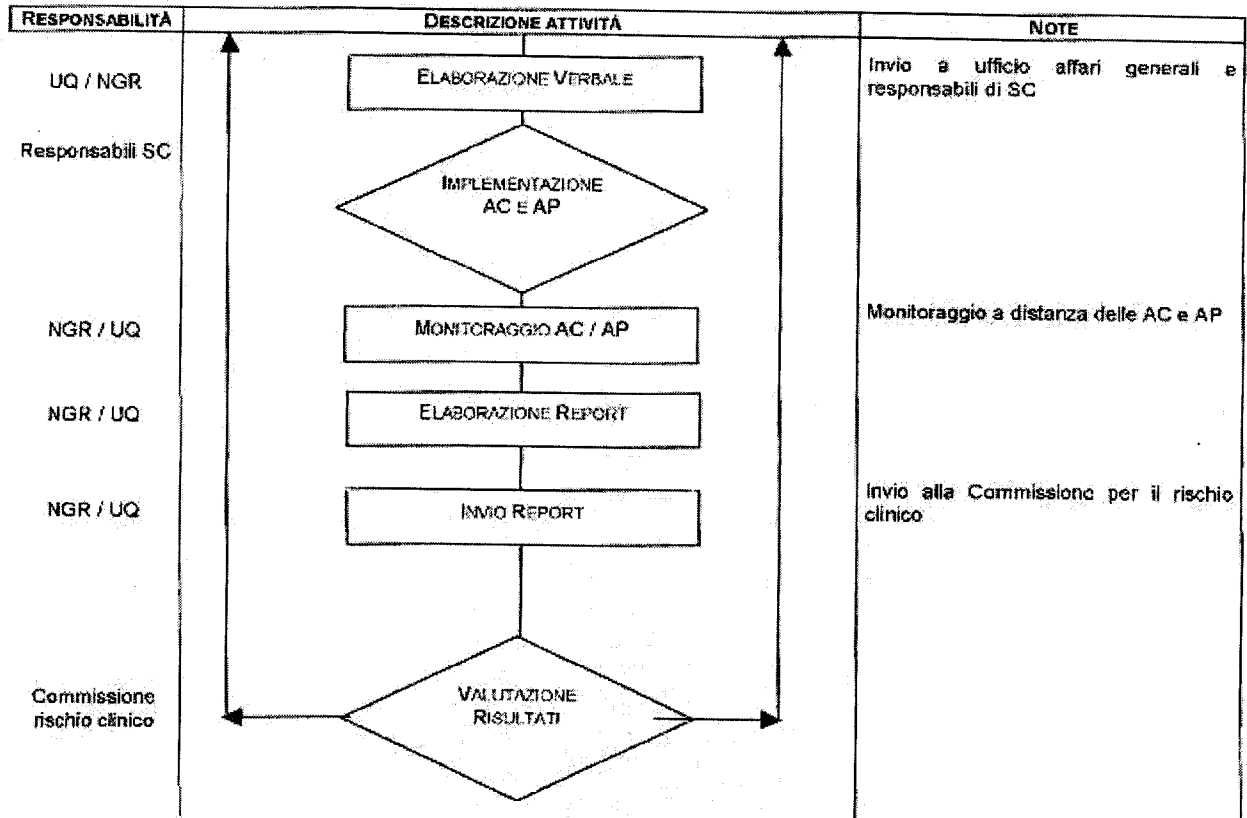 RESPONSABILITÀ DESCRIZIONE ATTIVITÀ NOTE
UQ / NGR ELABORAZIONE VERBALE Invio a ufficio affari generali e
responsabili di SC
Responsabili SC
IMPLEMENTAZIONE
AC E AP
NGR / UQ MONITORAGGIO AC / AP Monitoraggio a distanza delle AC e AP
NGR / UQ ELABORAZIONE REPORT
NGR / UQ INVIO REPORT Invio alla Commissione per il rischio
clinico
Commissione
rischio clinico
VALUTAZIONE
RISULTATI